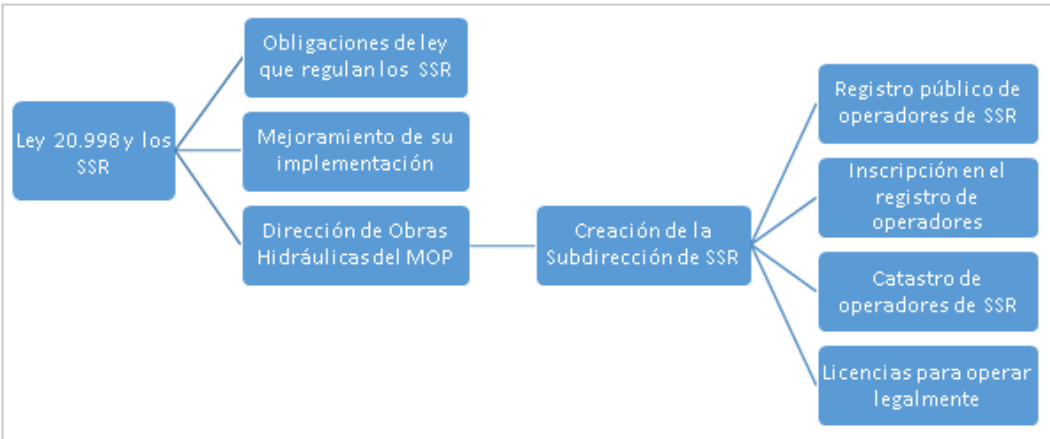 Ley 20.998 y los
SSR
Obligaciones de ley
que regulan los SSR
Mejoramiento de su
implementación
Dirección de Obras
Hidráulicas del MOP
Creación de la
Subdirección de SSR
Registro público de
operadores de SSR
Inscripción en el
registro de
operadores
Catastro de
operadores de SSR
Licencias para operar
legalmente